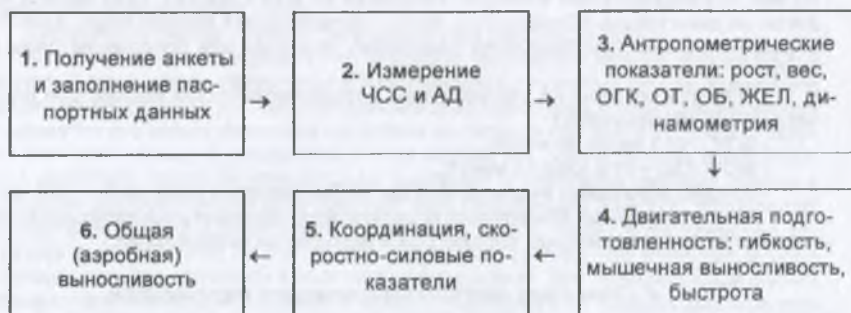 1. Получение анкеты
и заполнение пас-
портных данных
2. Измерение
ЧСС и АД
3. Антропометрические
показатели: рост, вес,
ОГК, ОТ, ОБ, ЖЕЛ, ди-
намометрия
4. Двигательная подго-
товленность: гибкость,
мышечная выносливость,
быстрота
5. Координация, ско-
ростно-силовые по-
казатели
6. Общая
(аэробная)
выносливость